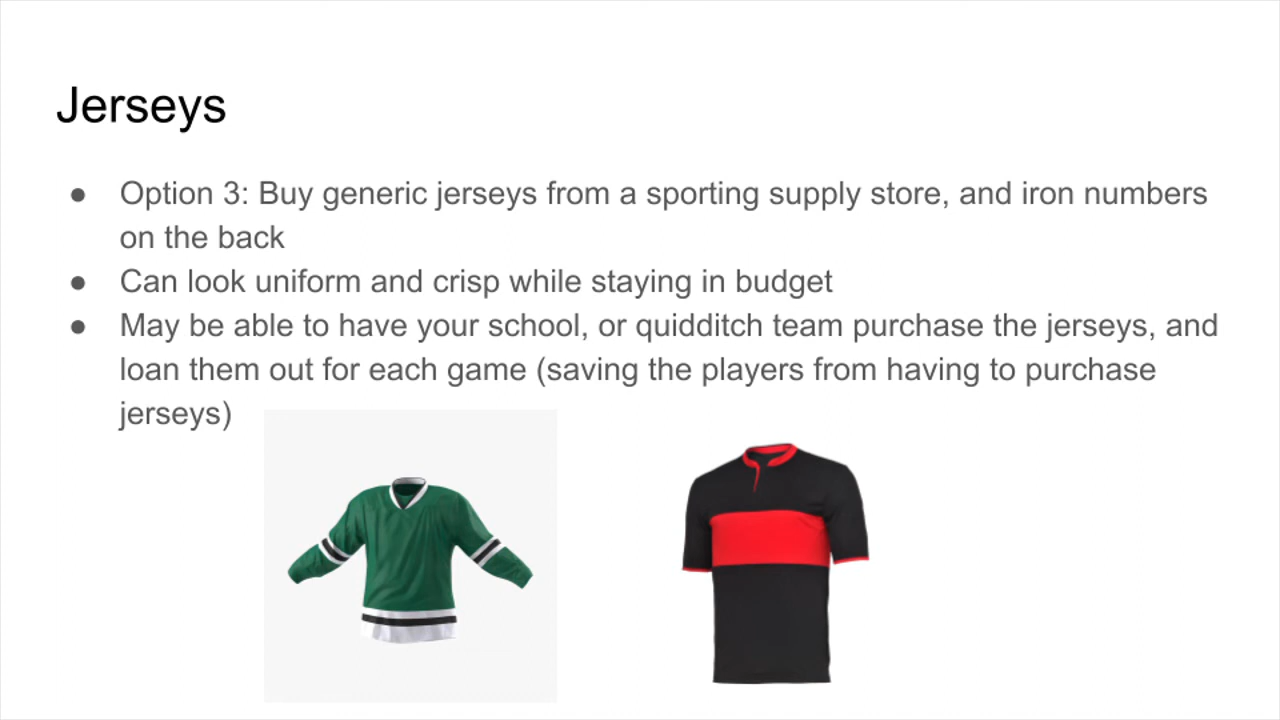 Jerseys
● Option 3: Buy generic jerseys from a sporting supply store, and iron numbers
on the back
● Can look uniform and crisp while staying in budget
● May be able to have your school, or quidditch team purchase the jerseys, and
loan them out for each game (saving the players from having to purchase
jerseys)